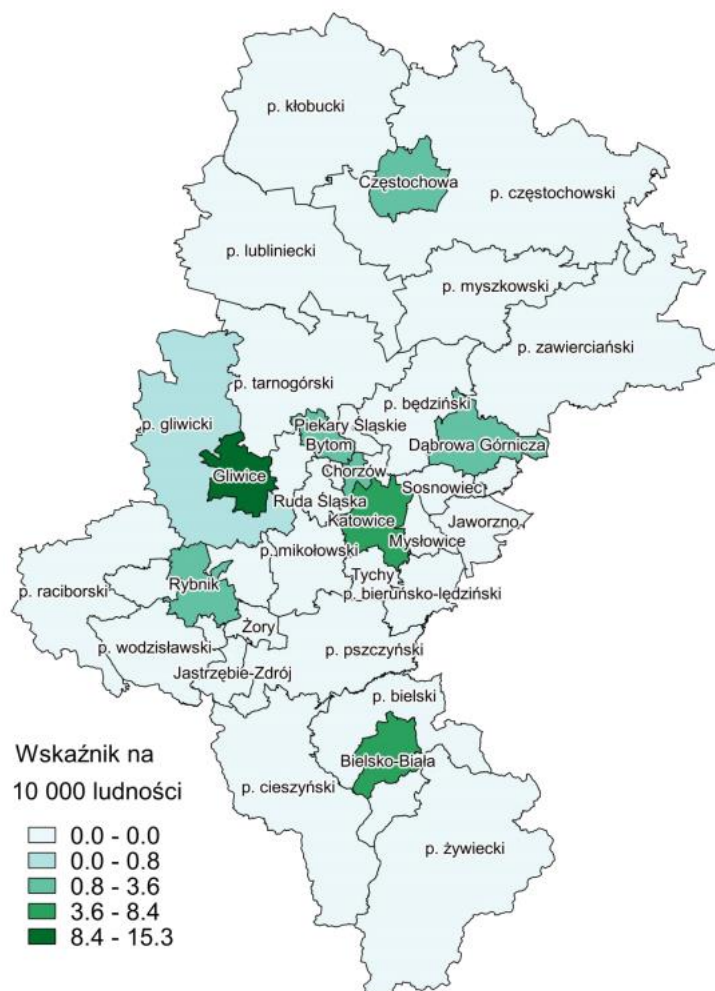 p. kłobucki
Częstochowa
p. częstochowski
p. lubliniecki
p. myszkowski
p. zawierciański
p. tarnogórski
p. będziński
p. gliwicki
Piekary Śląskie
Bytom
Dąbrowa Górnicza
Gliwice
Chorzów
Sosnowiec
Ruda Śląska
Katowice
Jaworzno
Mysłowice
p. mikołowski
Tychy
Rybnik
p. raciborski
p. bieruńsko-lędziński
Żory
p. wodzisławski
p. pszczyński
Jastrzębie-Zdrój
p. bielski
Bielsko-Biała
p. cieszyński
p. żywiecki
Wskaźnik na
10 000 ludności
0.0 - 0.0
0.0 - 0.8
0.8 - 3.6
3.6 - 8.4
8.4 - 15.3